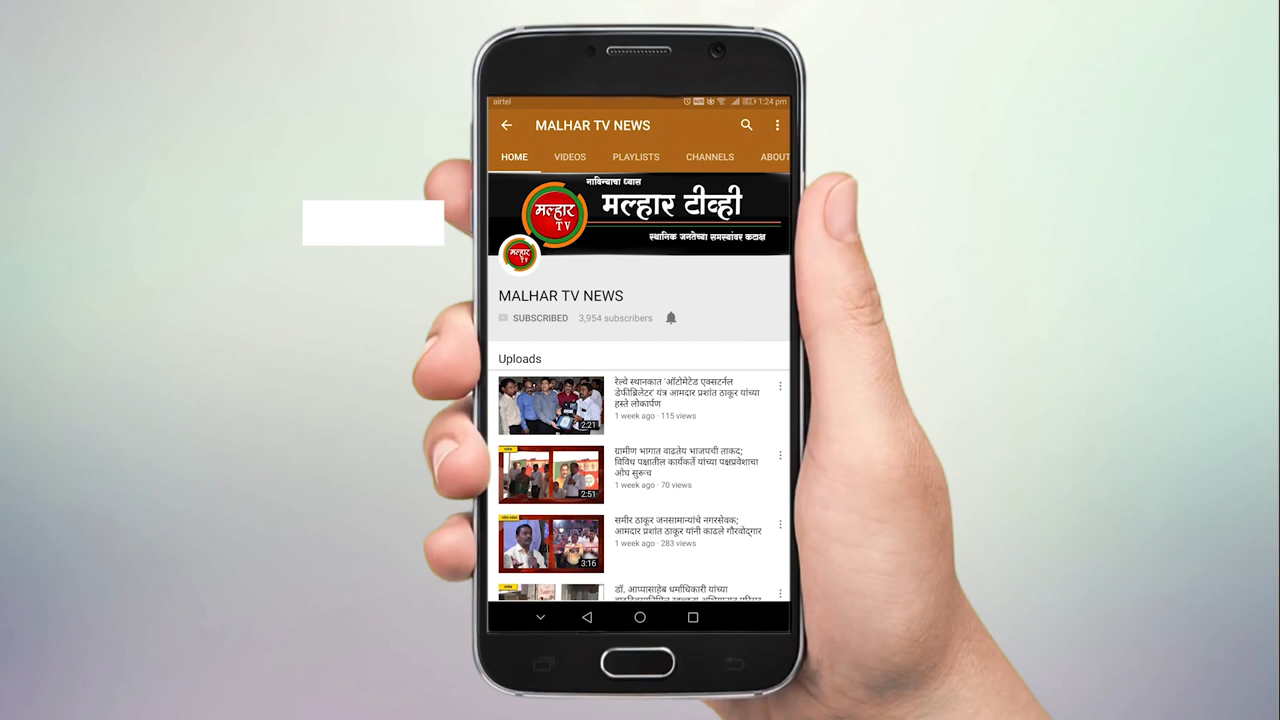 airtel 1:24 pm
MALHAR TV NEWS
HOME VIDEOS PLAYLISTS CHANNELS ABOUT
नाविन्याचा ध्यास
मल्हार टीव्ही
स्थानिक जनतेच्या समस्यांवर कटाक्ष
मल्हार
TV
मल्हार
TV
MALHAR TV NEWS
SUBSCRIBED 3,954 subscribers
Uploads
रेल्वे स्थानकात 'ऑटोमेटेड एक्सटर्नल
डेफीब्रिलेटर' यंत्र आमदार प्रशांत ठाकूर यांच्या
हस्ते लोकार्पण
1 week ago · 115 views
2:21
ग्रामीण भागात वाढतेय भाजपची ताकद;
विविध पक्षातील कार्यकर्ते यांच्या पक्षप्रवेशाचा
ओघ सुरूच
1 week ago · 70 views
2:51
समीर ठाकूर जनसामान्यांचे नगरसेवक;
आमदार प्रशांत ठाकूर यांनी काढले गौरवोद्गार
1 week ago · 283 views
3:16
डॉ. आप्पासाहेब धर्माधिकारी यांच्या